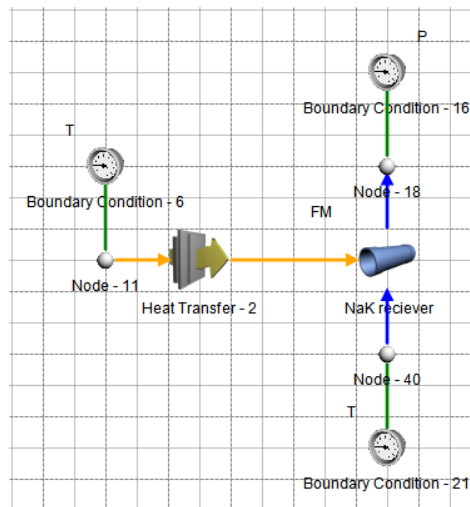 P
Boundary Condition - 16
T
Boundary Condition - 6
Node - 18
FM
Node - 11
Heat Transfer - 2
NaK reciever
Node - 40
T
Boundary Condition - 21